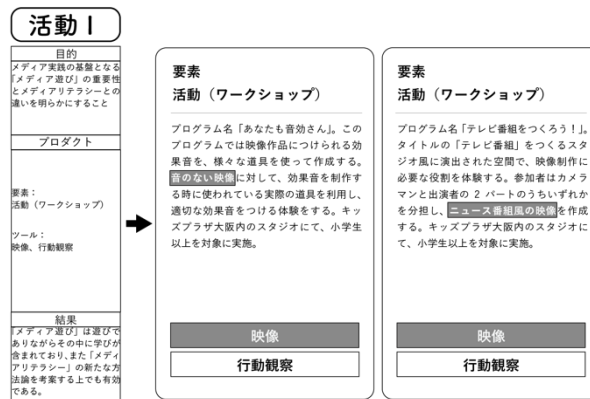 活動 I
目的
メディア実践の基盤となる
「メディア遊び」の重要性
とメディアリテラシーとの
違いを明らかにすること
プロダクト
要素：
活動（ワークショップ）
ツール：
映像、行動観察
結果
「メディア遊び」は遊びで
ありながらその中に学びが
含まれており、また「メディ
アリテラシー」の新たな方
法論を考案する上でも有効
である。
要素
活動（ワークショップ）
プログラム名「あなたも音効さん」。この
プログラムでは映像作品につけられる効
果音を、様々な道具を使って作成する。
音のない映像に対して、効果音を制作す
る時に使われている実際の道具を利用し、
適切な効果音をつける体験をする。キッ
ズプラザ大阪内のスタジオにて、小学生
以上を対象に実施。
映像
行動観察
要素
活動（ワークショップ）
プログラム名「テレビ番組をつくろう！」。
タイトルの「テレビ番組」をつくるスタ
ジオ風に演出された空間で、映像制作に
必要な役割を体験する。参加者はカメラ
マンと出演者の 2 パートのうちいずれか
を分担し、ニュース番組風の映像を作成
する。キッズプラザ大阪内のスタジオに
て、小学生以上を対象に実施。
映像
行動観察